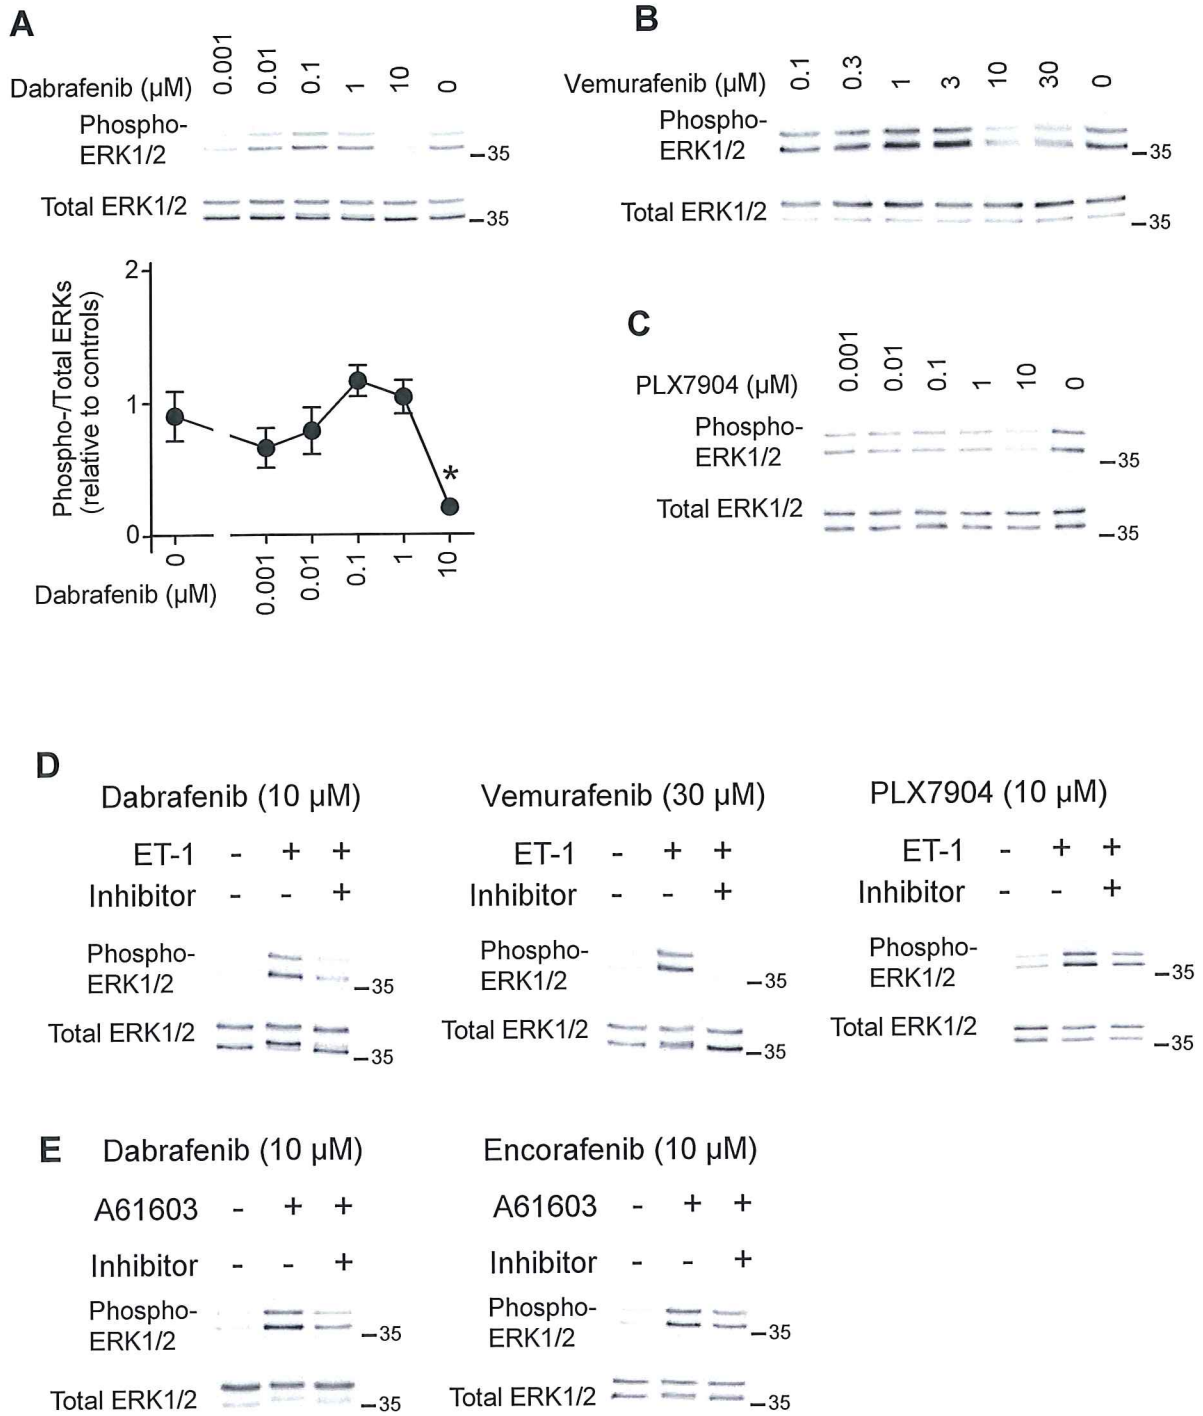 A
Dabrafenib (µM)
0.001
0.01
0.1
1
10
0
Phospho-
ERK1/2
35
Total ERK1/2
35
Phospho-/Total ERKs
(relative to controls)
2
1
0
*
0
0.001
0.01
0.1
1
10
Dabrafenib (µM)
B
Vemurafenib (µM)
0.1
0.3
1
3
10
30
0
Phospho-
ERK1/2
35
Total ERK1/2
35
C
PLX7904 (µM)
0.001
0.01
0.1
1
10
0
Phospho-
ERK1/2
35
Total ERK1/2
35
D
Dabrafenib (10 µM)
ET-1 - + +
Inhibitor - - +
Phospho-
ERK1/2
35
Total ERK1/2
35
Vemurafenib (30 µM)
ET-1 - + +
Inhibitor - - +
Phospho-
ERK1/2
35
Total ERK1/2
35
PLX7904 (10 µM)
ET-1 - + +
Inhibitor - - +
Phospho-
ERK1/2
35
Total ERK1/2
35
E
Dabrafenib (10 µM)
A61603 - + +
Inhibitor - - +
Phospho-
ERK1/2
35
Total ERK1/2
35
Encorafenib (10 µM)
A61603 - + +
Inhibitor - - +
Phospho-
ERK1/2
35
Total ERK1/2
35